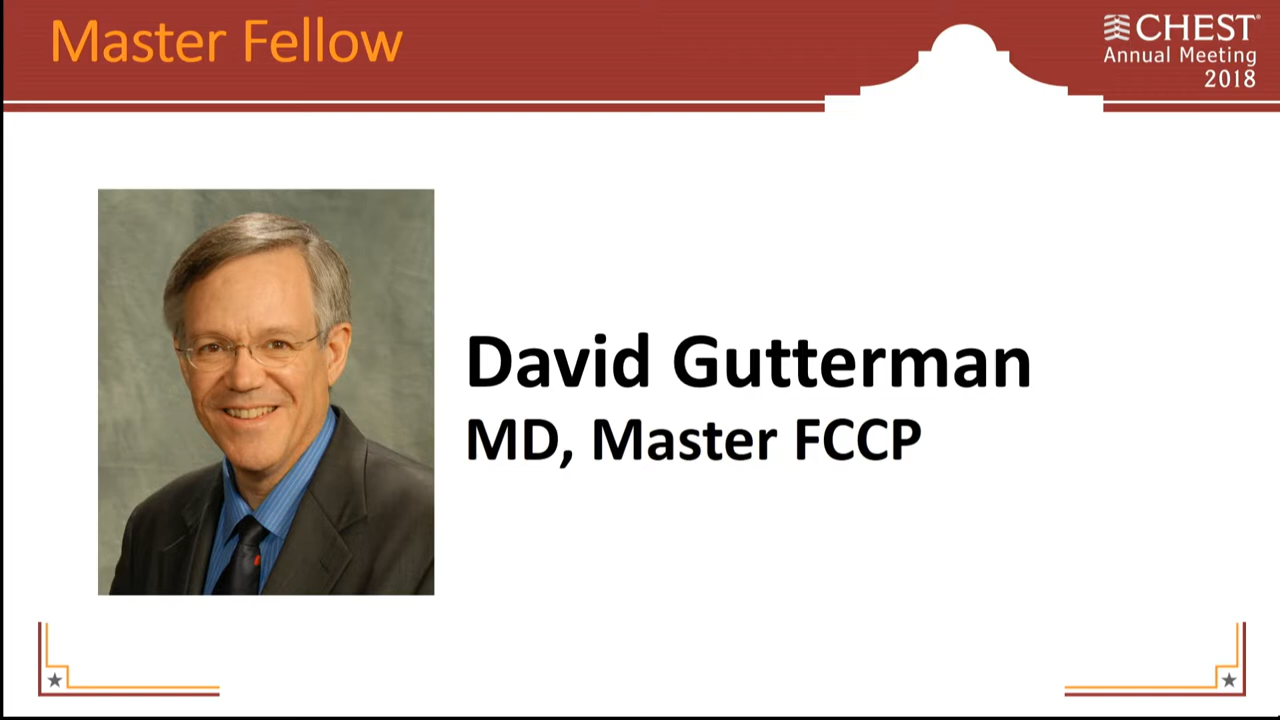 Master Fellow
CHEST®
Annual Meeting
2018
David Gutterman
MD, Master FCCP